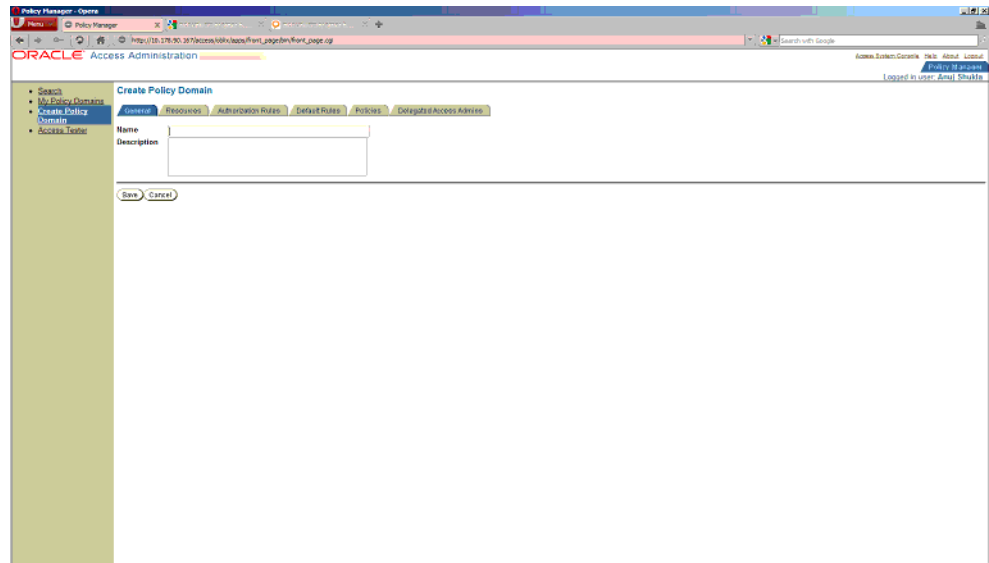 Policy Manager - Opera
Menu
Policy Manager
http://10.178.90.167/access/oblix/apps/front_page/bin/front_page.cgi
Search with Google
ORACLE Access Administration
Access System Console Help About Logout
Policy Manager
Logged in user: Anuj Shukla
Search
My Policy Domains
Create Policy
Domain
Access Tester
Create Policy Domain
General Resources Authorization Rules Default Rules Policies Delegated Access Admins
Name
Description
Save Cancel